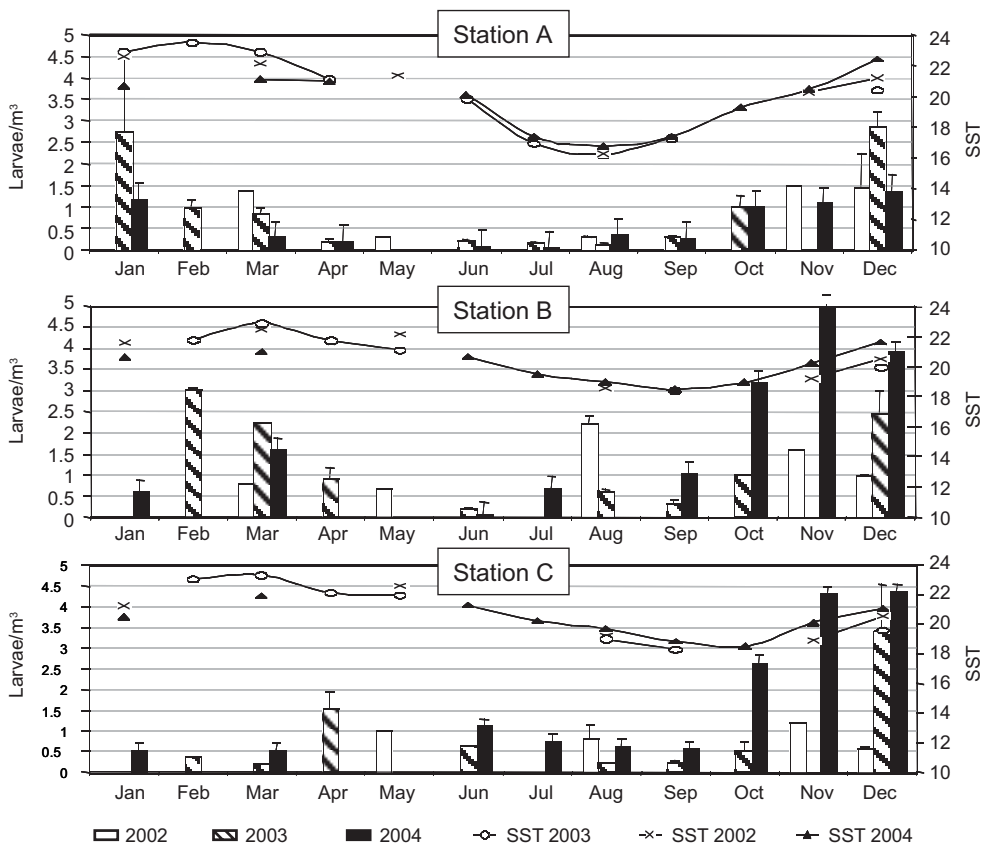 Station A
5 4.5 4 3.5 3 2.5 2 1.5 1 0.5 0
Larvae/m³
24 22 20 18 16 14 12 10
SST
Jan Feb Mar Apr May Jun Jul Aug Sep Oct Nov Dec
Station B
5 4.5 4 3.5 3 2.5 2 1.5 1 0.5 0
Larvae/m³
24 22 20 18 16 14 12 10
SST
Jan Feb Mar Apr May Jun Jul Aug Sep Oct Nov Dec
Station C
5 4.5 4 3.5 3 2.5 2 1.5 1 0.5 0
Larvae/m³
24 22 20 18 16 14 12 10
SST
Jan Feb Mar Apr May Jun Jul Aug Sep Oct Nov Dec
2002 2003 2004 SST 2003 SST 2002 SST 2004